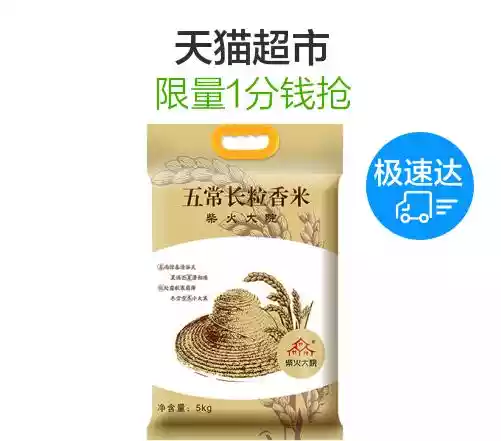 天猫超市
限量1分钱抢
极速达
五常长粒香米
柴火大院
柴火大院
净含量：5kg